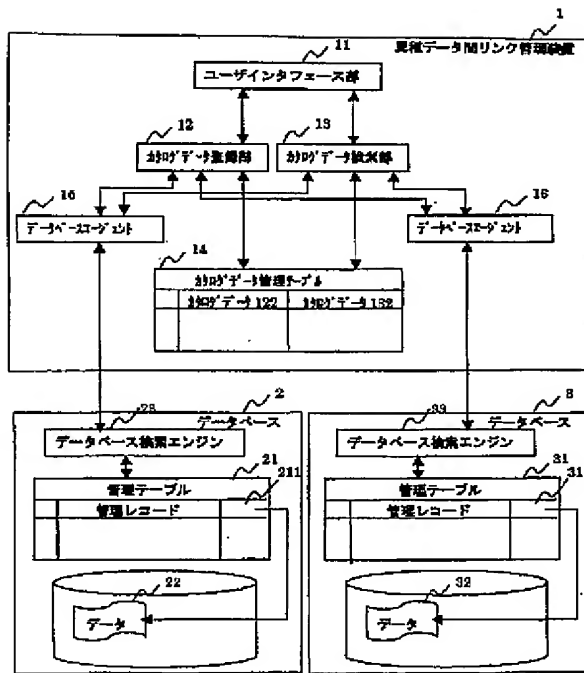 1
異種データ間リンク管理装置
11
ユーザインタフェース部
12
カタログデータ登録部
13
カタログデータ検索部
15
データベースエージェント
16
データベースエージェント
14
カタログデータ管理テーブル
カタログデータ 122
カタログデータ 132
2
データベース
23
データベース検索エンジン
21
管理テーブル
211
管理レコード
22
データ
3
データベース
33
データベース検索エンジン
31
管理テーブル
31
管理レコード
32
データ